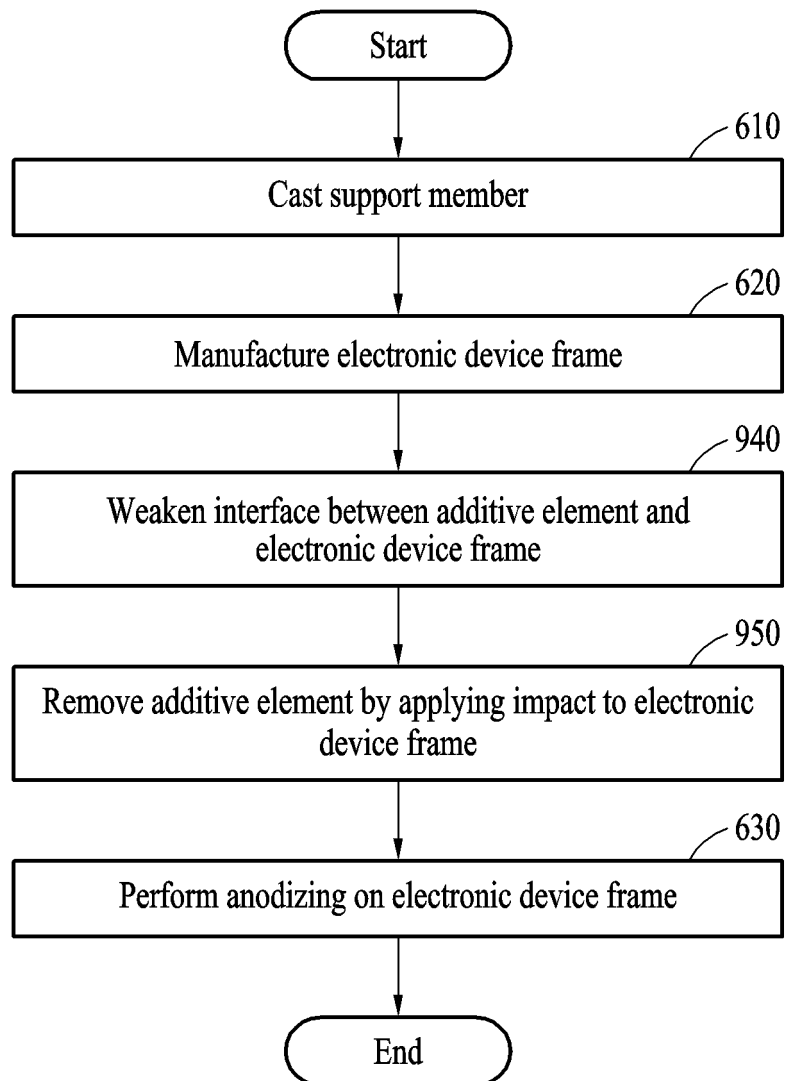 Start
610
Cast support member
620
Manufacture electronic device frame
940
Weaken interface between additive element and
electronic device frame
950
Remove additive element by applying impact to electronic
device frame
630
Perform anodizing on electronic device frame
End